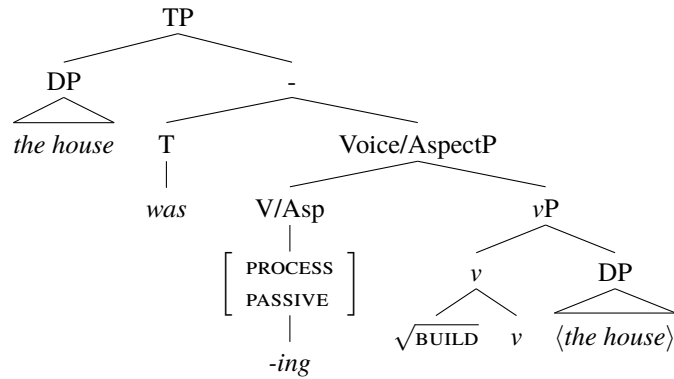 TP
DP -
the house T Voice/AspectP
was V/Asp vP
PROCESS v DP
PASSIVE
-ing √BUILD v ⟨the house⟩